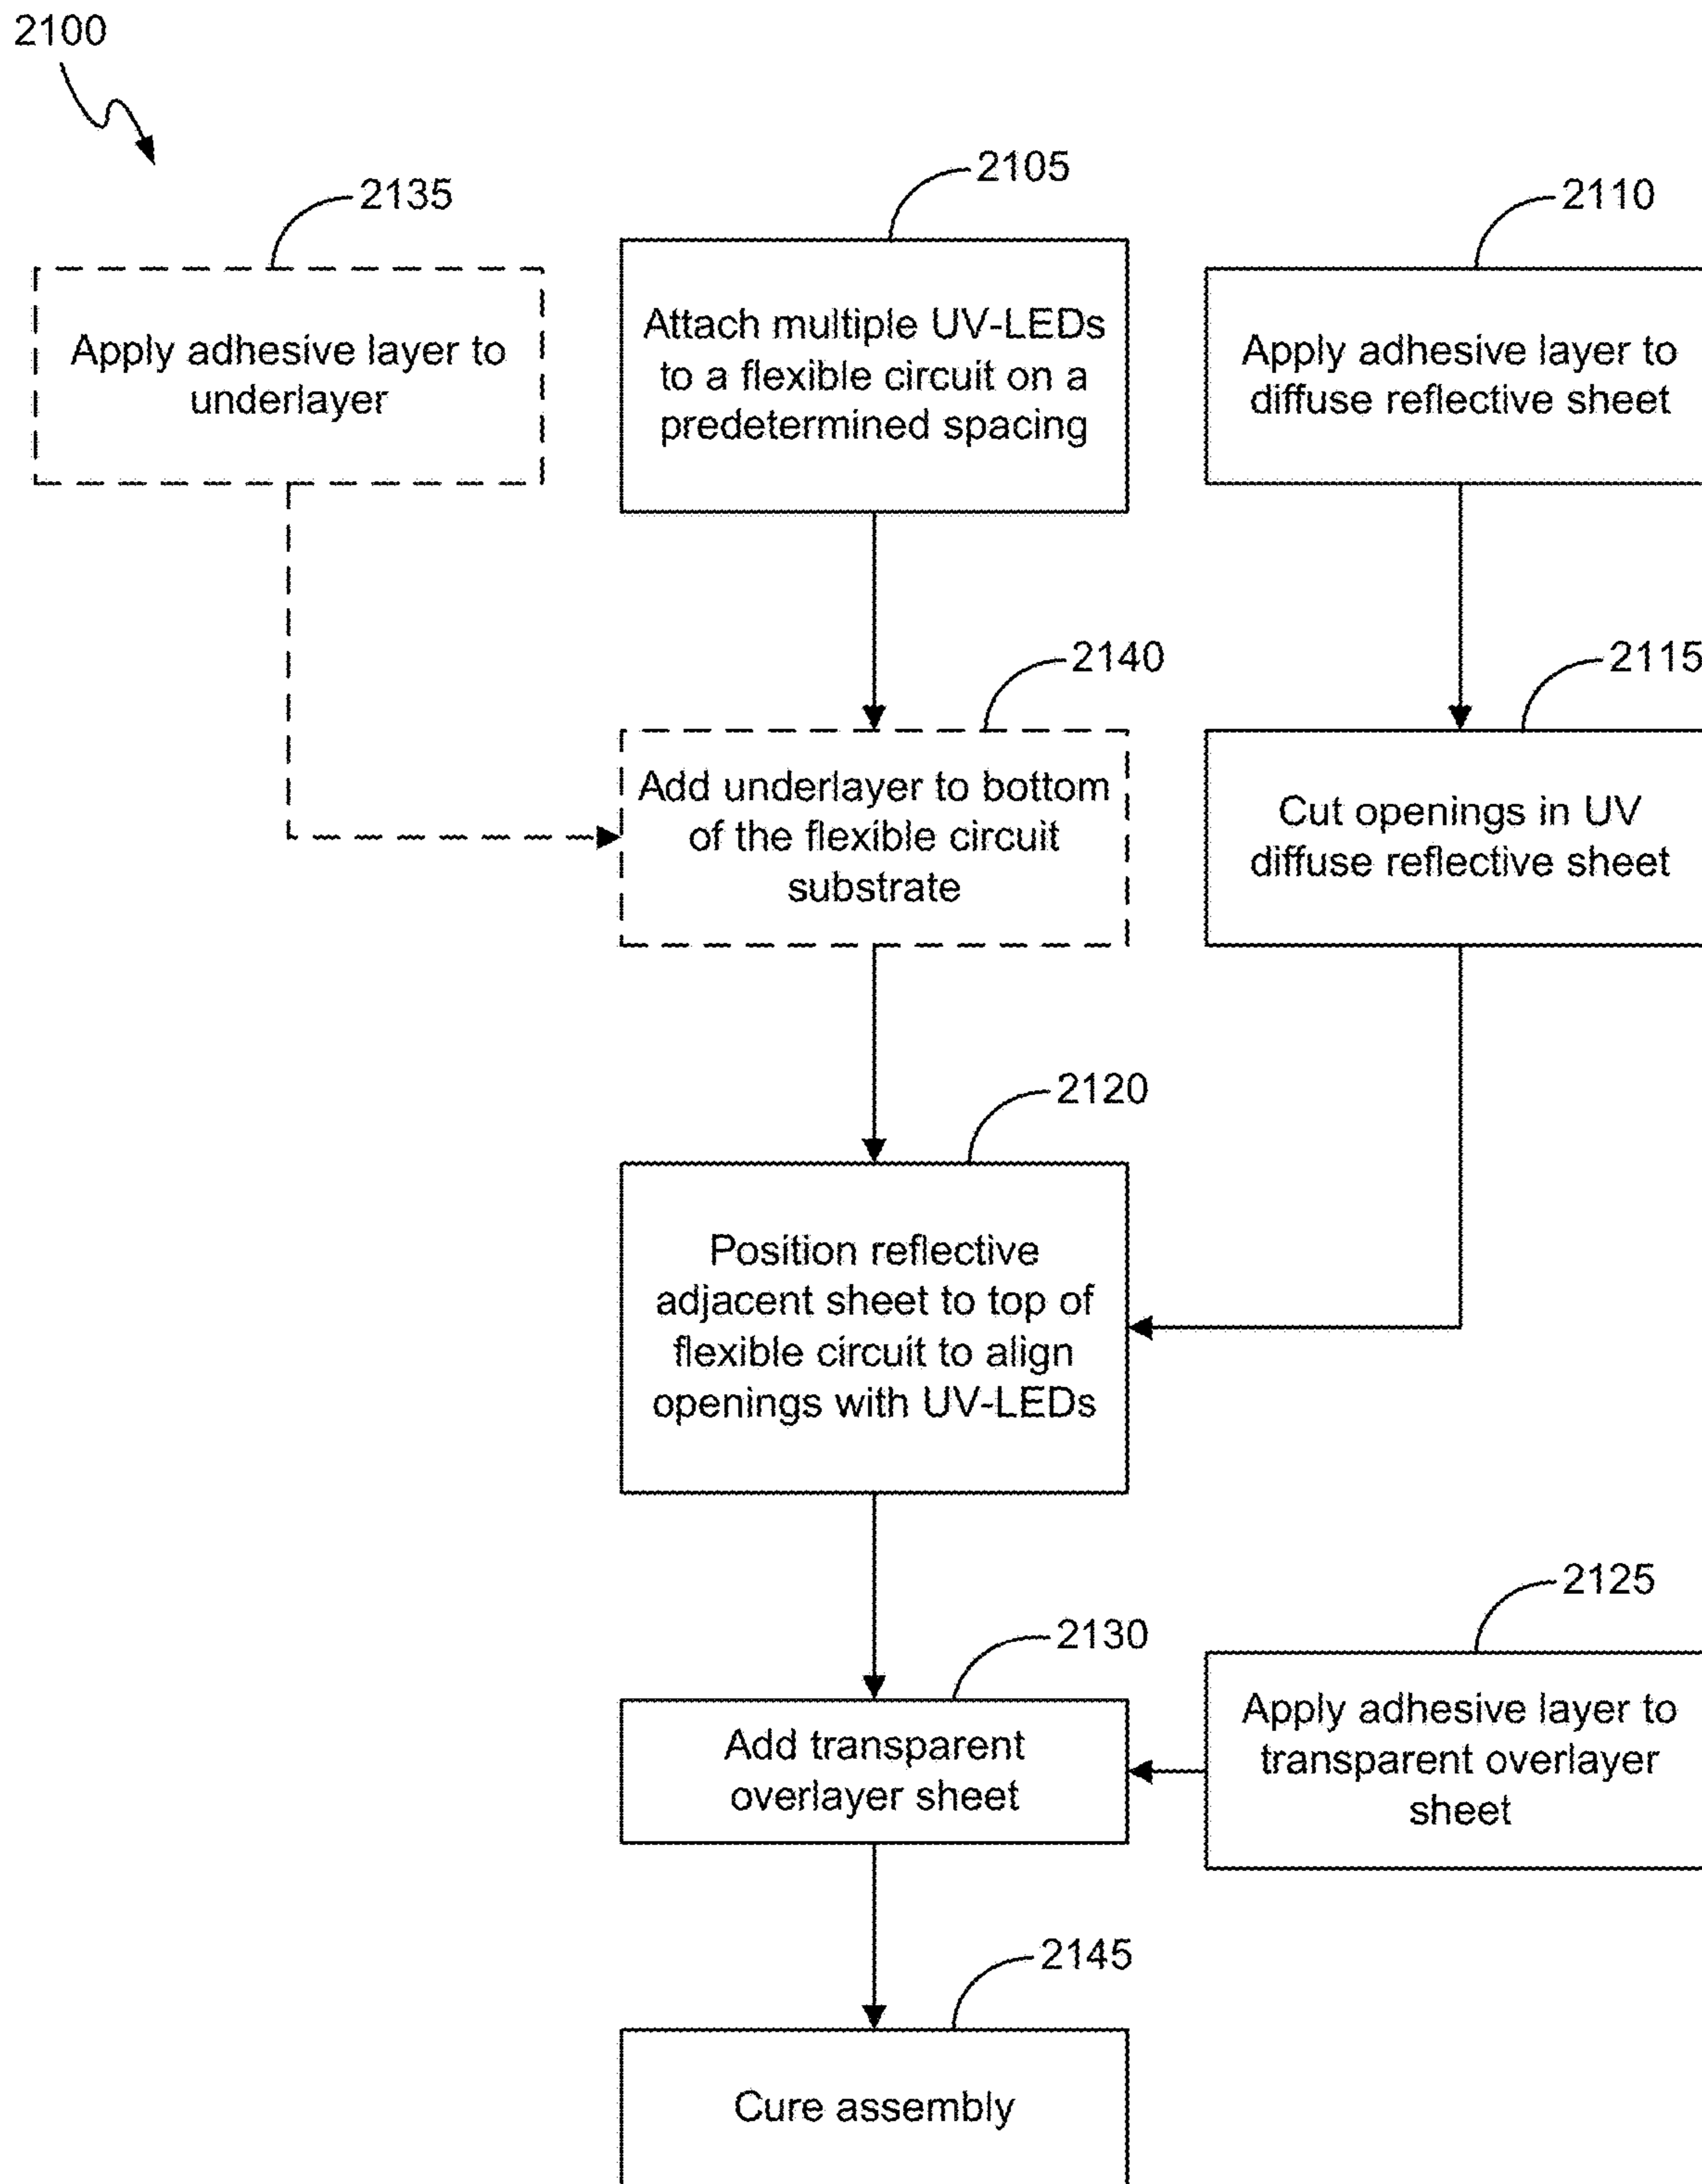 2100
2135
Apply adhesive layer to
underlayer
2105
Attach multiple UV-LEDs
to a flexible circuit on a
predetermined spacing
2110
Apply adhesive layer to
diffuse reflective sheet
2140
Add underlayer to bottom
of the flexible circuit
substrate
2115
Cut openings in UV
diffuse reflective sheet
2120
Position reflective
adjacent sheet to top of
flexible circuit to align
openings with UV-LEDs
2125
Apply adhesive layer to
transparent overlayer
sheet
2130
Add transparent
overlayer sheet
2145
Cure assembly